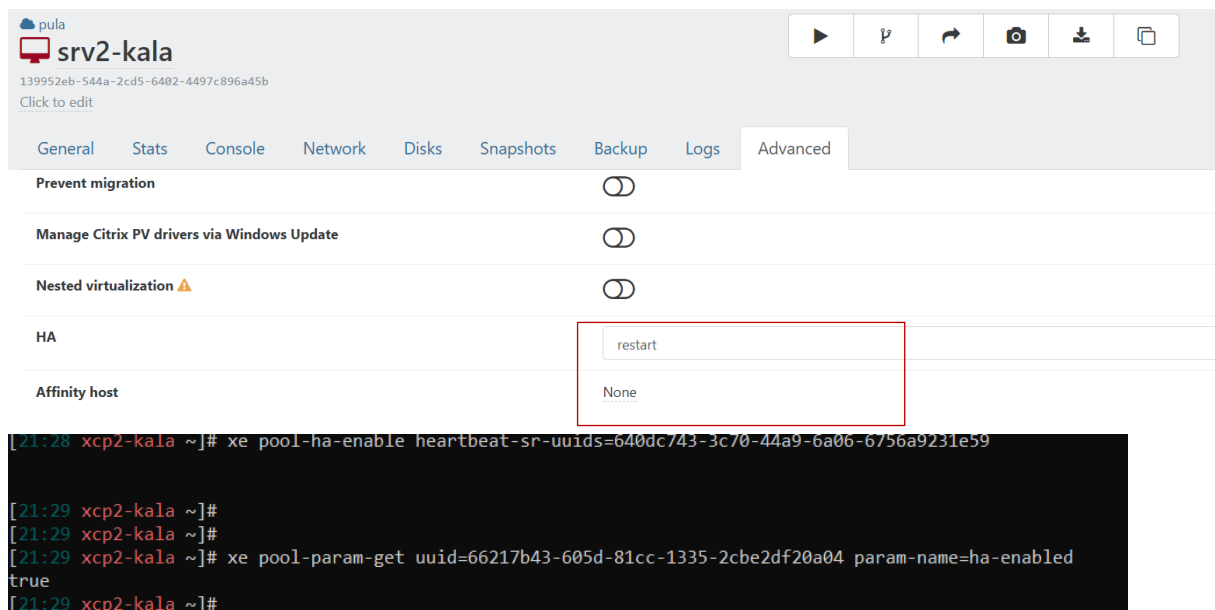 pula
srv2-kala
139952eb-544a-2cd5-6402-4497c896a45b
Click to edit
General Stats Console Network Disks Snapshots Backup Logs Advanced
Prevent migration
Manage Citrix PV drivers via Windows Update
Nested virtualization
HA
restart
Affinity host
None
[21:28 xcp2-kala ~]# xe pool-ha-enable heartbeat-sr-uuids=640dc743-3c70-44a9-6a06-6756a9231e59
[21:29 xcp2-kala ~]#
[21:29 xcp2-kala ~]#
[21:29 xcp2-kala ~]# xe pool-param-get uuid=66217b43-605d-81cc-1335-2cbe2df20a04 param-name=ha-enabled
true
[21:29 xcp2-kala ~]#